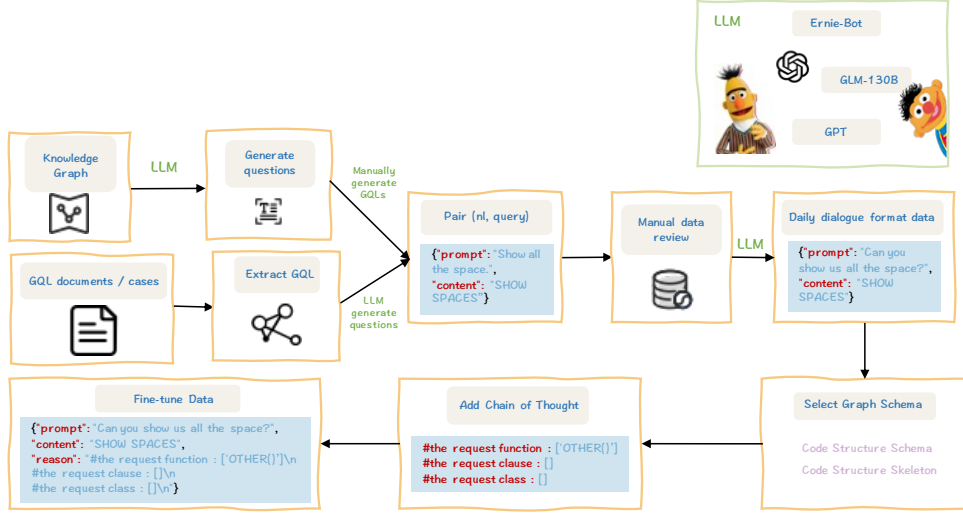 LLM
Ernie-Bot
GLM-130B
GPT
Knowledge
Graph
LLM
Generate
questions
Manually
generate
GQLs
GQL documents / cases
Extract GQL
LLM
generate
questions
Pair (nl, query)
{"prompt": "Show all
the space.",
"content": "SHOW
SPACES"}
Manual data
review
LLM
Daily dialogue format data
{"prompt": "Can you
show us all the space?",
"content": "SHOW
SPACES"}
Select Graph Schema
Code Structure Schema
Code Structure Skeleton
Add Chain of Thought
#the request function : ['OTHER()']
#the request clause : []
#the request class : []
Fine-tune Data
{"prompt": "Can you show us all the space?",
"content": "SHOW SPACES",
"reason": "#the request function : ['OTHER()']\n
#the request clause : []\n
#the request class : []\n"}